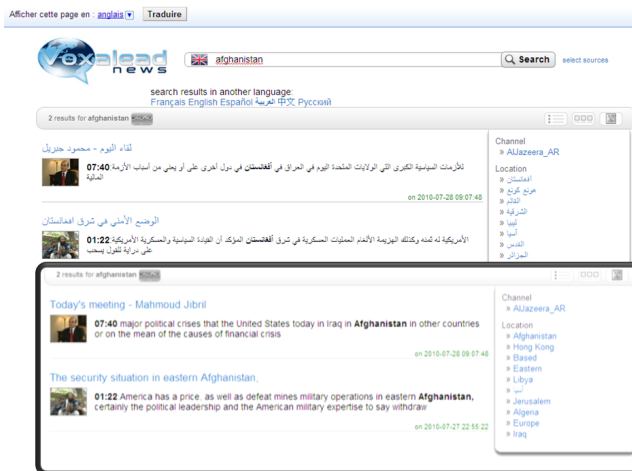 Afficher cette page en : anglais Traduire
Voxalead news
afghanistan Search select sources
search results in another language:
Français English Español العربية 中文 Русский
2 results for afghanistan
لقاء اليوم - محمود جبريل
07:40 للأزمات السياسية الكبرى اللي الولايات المتحدة اليوم في العراق في أفغانستان في دول أخرى على أو يعني من أسباب الأزمة
المالية
on 2010-07-28 09:07:48
الوضع الأمني في شرق افغانستان
01:22 الأمريكية له ثمنه وكذلك الهزيمة الألغام العمليات العسكرية في شرق أفغانستان المؤكد أن القيادة السياسية والعسكرية الأمريكية
على دراية للقول يسحب
Channel
» AlJazeera_AR
Location
» افغانستان
» هونغ كونغ
» القائم
» الشرقية
» ليبيا
» آسيا
» القدس
» الجزائر
2 results for afghanistan
Today's meeting - Mahmoud Jibril
07:40 major political crises that the United States today in Iraq in Afghanistan in other countries
or on the mean of the causes of financial crisis
on 2010-07-28 09:07:48
The security situation in eastern Afghanistan,
01:22 America has a price, as well as defeat mines military operations in eastern Afghanistan,
certainly the political leadership and the American military expertise to say withdraw
on 2010-07-27 22:55:22
Channel
» AlJazeera_AR
Location
» Afghanistan
» Hong Kong
» Based
» Eastern
» Libya
» آسيا
» Jerusalem
» Algeria
» Europe
» Iraq